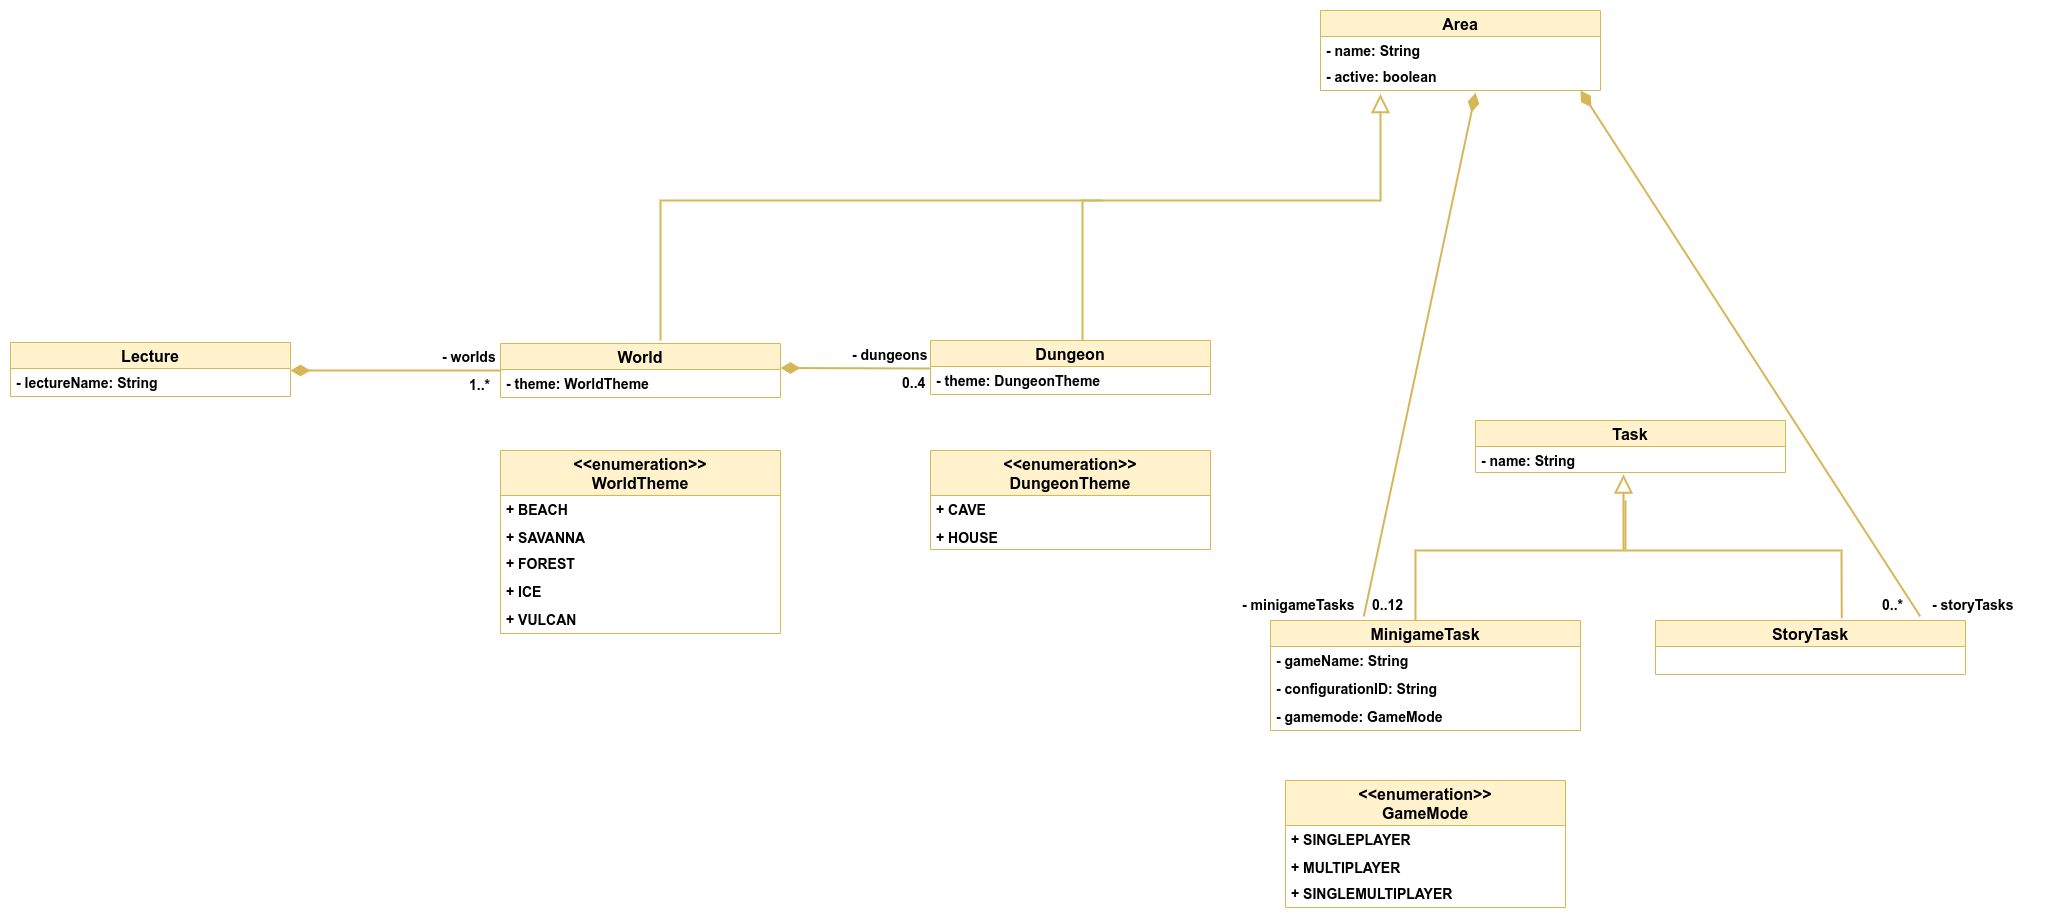 Area
- name: String
- active: boolean
Lecture
- lectureName: String
- worlds
1..*
World
- theme: WorldTheme
- dungeons
0..4
Dungeon
- theme: DungeonTheme
Task
- name: String
<<enumeration>>
WorldTheme
+ BEACH
+ SAVANNA
+ FOREST
+ ICE
+ VULCAN
<<enumeration>>
DungeonTheme
+ CAVE
+ HOUSE
- minigameTasks
0..12
0..*
- storyTasks
MinigameTask
- gameName: String
- configurationID: String
- gamemode: GameMode
StoryTask
<<enumeration>>
GameMode
+ SINGLEPLAYER
+ MULTIPLAYER
+ SINGLEMULTIPLAYER